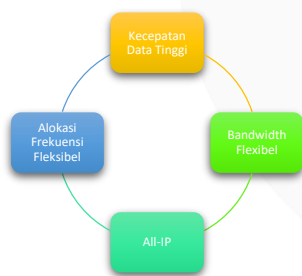 Kecepatan
Data Tinggi
Alokasi
Frekuensi
Fleksibel
Bandwidth
Flexibel
All-IP